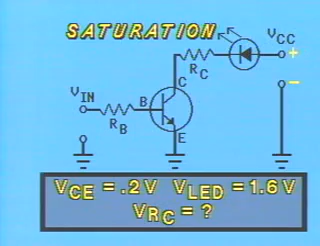 SATURATION
VCC
RC
+
C
−
VIN
B
RB
E
VCE = .2V VLED = 1.6V
VRC = ?